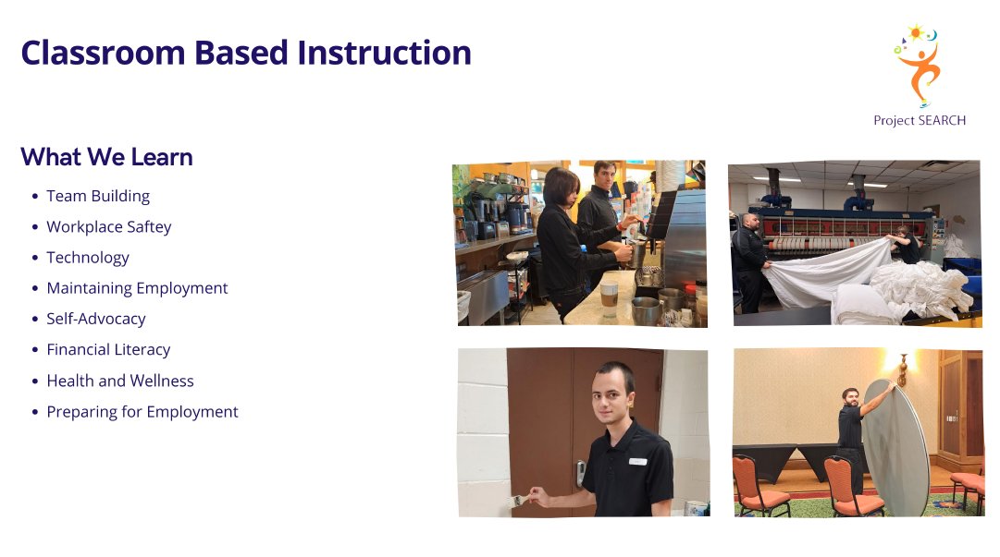 Classroom Based Instruction
Project SEARCH
What We Learn
Team Building
Workplace Saftey
Technology
Maintaining Employment
Self-Advocacy
Financial Literacy
Health and Wellness
Preparing for Employment